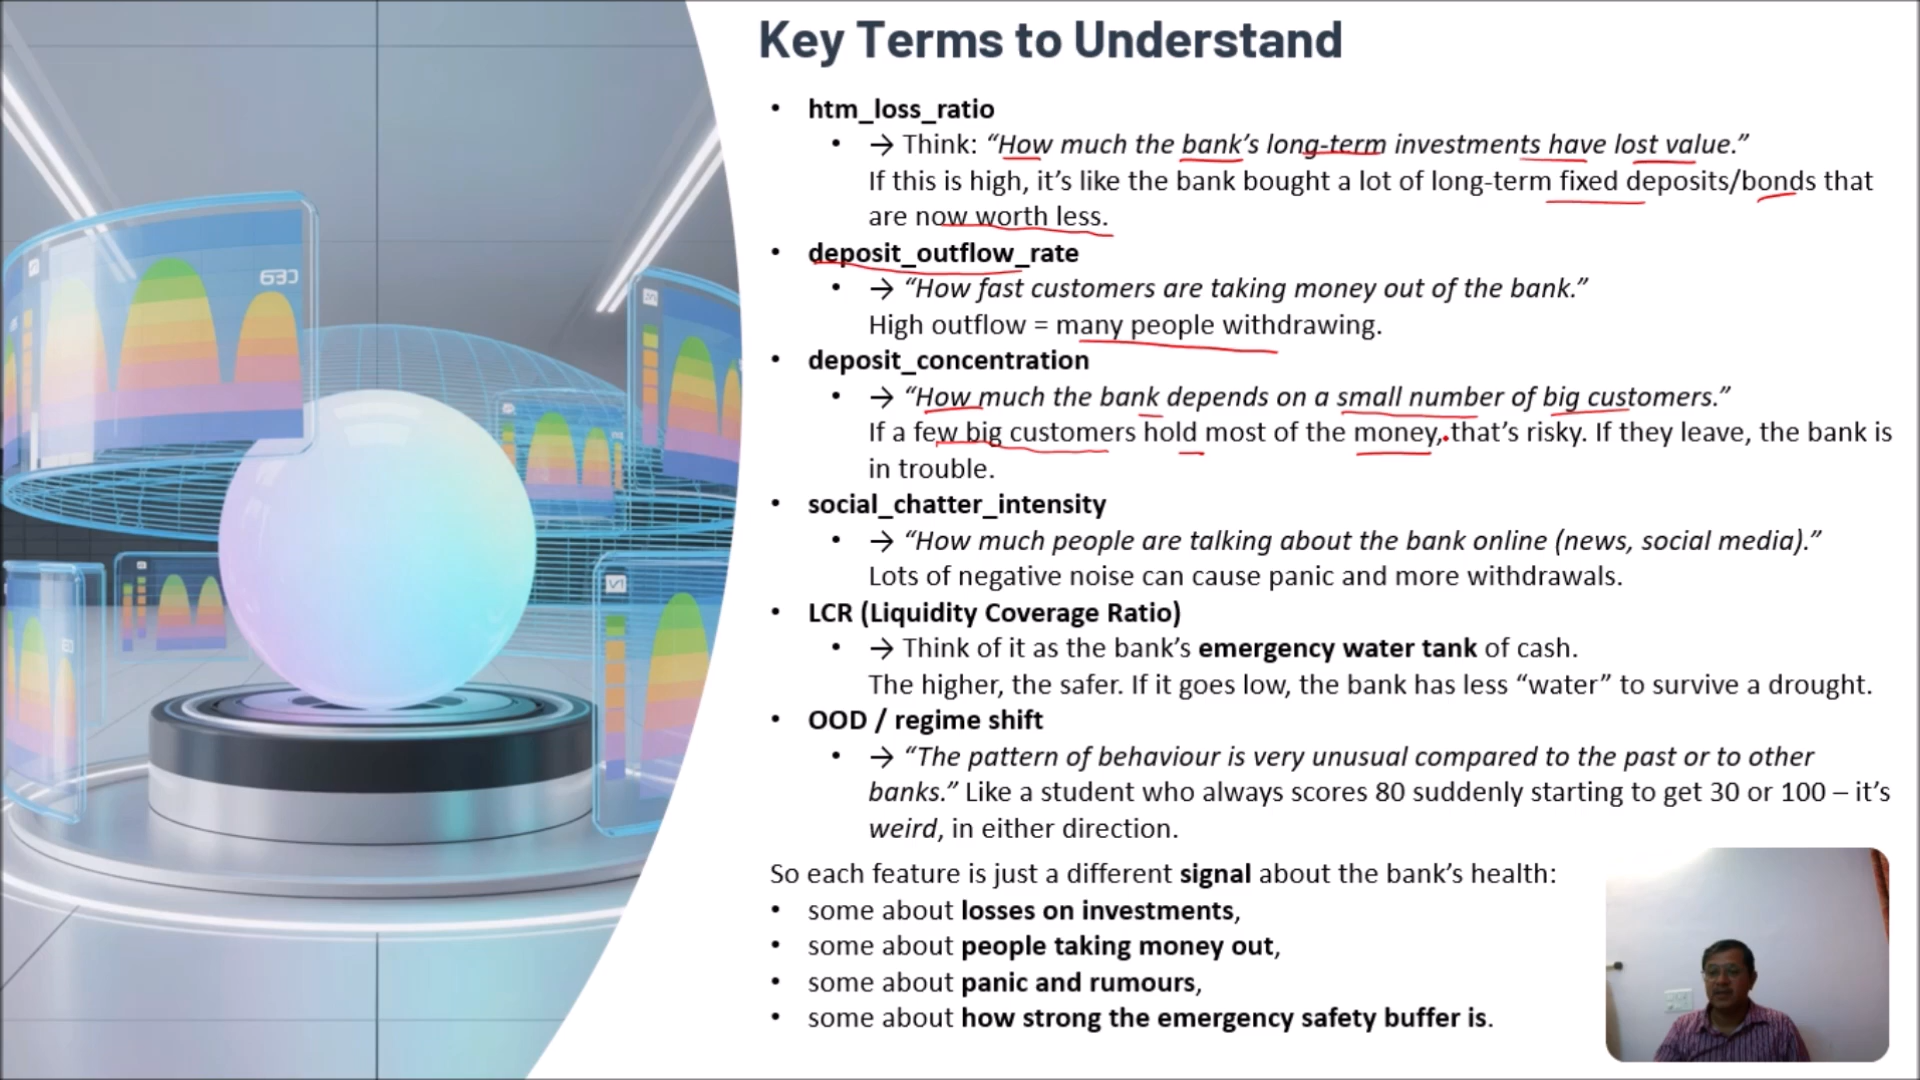 Key Terms to Understand
• htm_loss_ratio
• → Think: “How much the bank’s long-term investments have lost value.”
If this is high, it’s like the bank bought a lot of long-term fixed deposits/bonds that
are now worth less.
• deposit_outflow_rate
• → “How fast customers are taking money out of the bank.”
High outflow = many people withdrawing.
• deposit_concentration
• → “How much the bank depends on a small number of big customers.”
If a few big customers hold most of the money, that’s risky. If they leave, the bank is
in trouble.
• social_chatter_intensity
• → “How much people are talking about the bank online (news, social media).”
Lots of negative noise can cause panic and more withdrawals.
• LCR (Liquidity Coverage Ratio)
• → Think of it as the bank’s emergency water tank of cash.
The higher, the safer. If it goes low, the bank has less “water” to survive a drought.
• OOD / regime shift
• → “The pattern of behaviour is very unusual compared to the past or to other
banks.” Like a student who always scores 80 suddenly starting to get 30 or 100 – it’s
weird, in either direction.
So each feature is just a different signal about the bank’s health:
• some about losses on investments,
• some about people taking money out,
• some about panic and rumours,
• some about how strong the emergency safety buffer is.